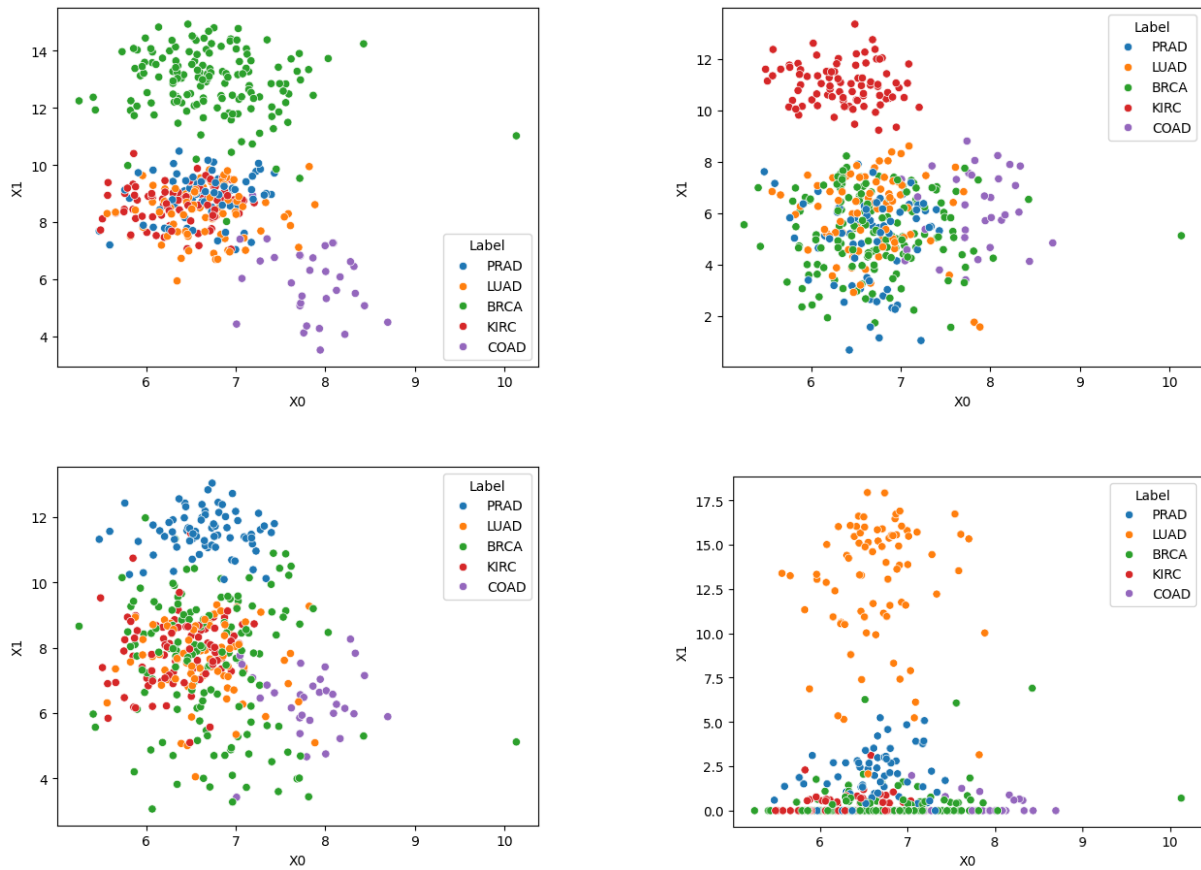 14
12
10
8
6
4
X1
6
7
8
9
10
X0
Label
PRAD
LUAD
BRCA
KIRC
COAD
12
10
8
6
4
2
X1
6
7
8
9
10
X0
Label
PRAD
LUAD
BRCA
KIRC
COAD
12
10
8
6
4
X1
6
7
8
9
10
X0
Label
PRAD
LUAD
BRCA
KIRC
COAD
17.5
15.0
12.5
10.0
7.5
5.0
2.5
0.0
X1
6
7
8
9
10
X0
Label
PRAD
LUAD
BRCA
KIRC
COAD